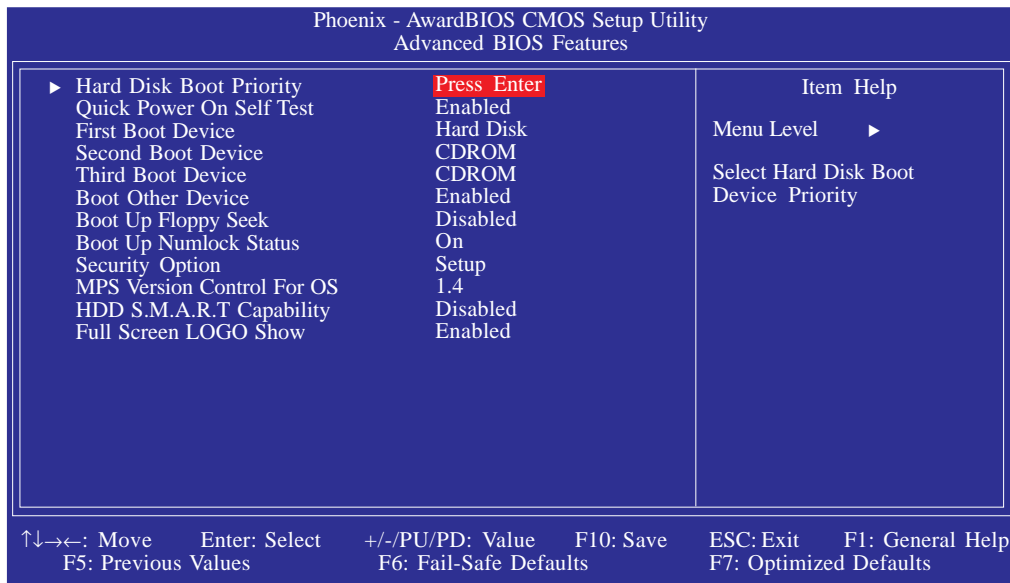 Phoenix - AwardBIOS CMOS Setup Utility
Advanced BIOS Features
▶ Hard Disk Boot Priority Press Enter
Quick Power On Self Test Enabled
First Boot Device Hard Disk
Second Boot Device CDROM
Third Boot Device CDROM
Boot Other Device Enabled
Boot Up Floppy Seek Disabled
Boot Up Numlock Status On
Security Option Setup
MPS Version Control For OS 1.4
HDD S.M.A.R.T Capability Disabled
Full Screen LOGO Show Enabled
Item Help
Menu Level ▶
Select Hard Disk Boot
Device Priority
↑↓→←: Move Enter: Select +/-/PU/PD: Value F10: Save ESC: Exit F1: General Help
F5: Previous Values F6: Fail-Safe Defaults F7: Optimized Defaults